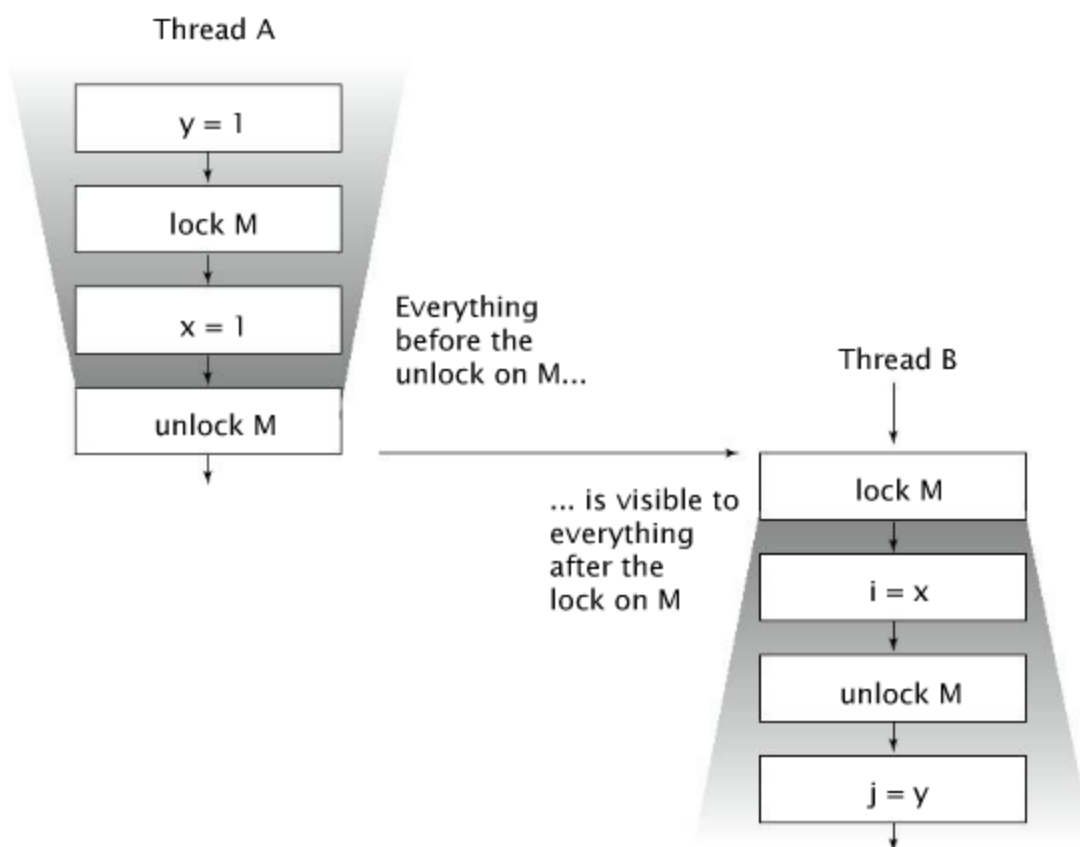 Thread A
y = 1
lock M
x = 1
unlock M
Everything
before the
unlock on M...
... is visible to
everything
after the
lock on M
Thread B
lock M
i = x
unlock M
j = y